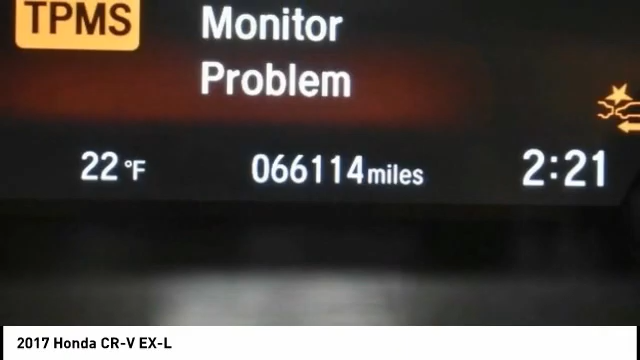 TPMS
Monitor
Problem
22 °F 066114 miles 2:21
2017 Honda CR-V EX-L